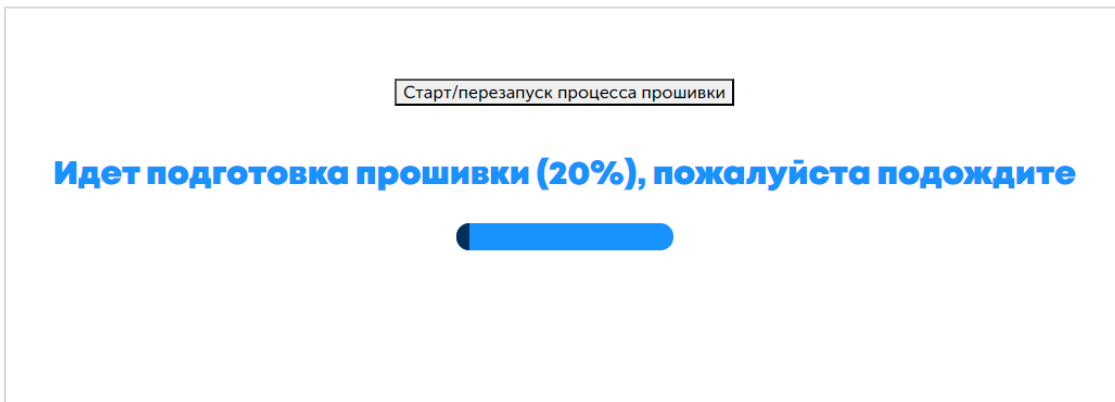 Старт/перезапуск процесса прошивки
Идет подготовка прошивки (20%), пожалуйста подождите